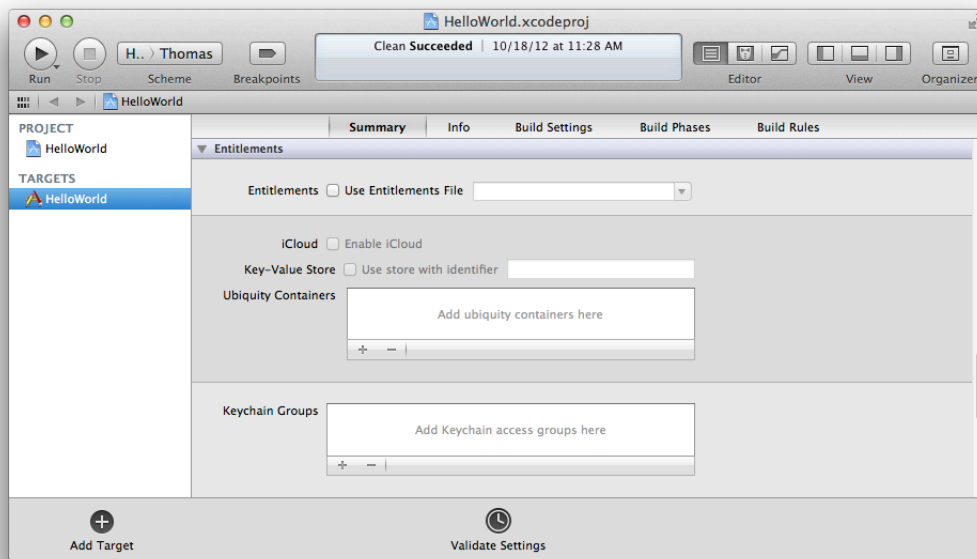 HelloWorld.xcodeproj
Clean Succeeded | 10/18/12 at 11:28 AM
H.. 〉 Thomas
Run Stop Scheme Breakpoints Editor View Organizer
HelloWorld
PROJECT
HelloWorld
TARGETS
HelloWorld
Summary Info Build Settings Build Phases Build Rules
Entitlements
Entitlements Use Entitlements File
iCloud Enable iCloud
Key-Value Store Use store with identifier
Ubiquity Containers
Add ubiquity containers here
Keychain Groups
Add Keychain access groups here
Add Target Validate Settings